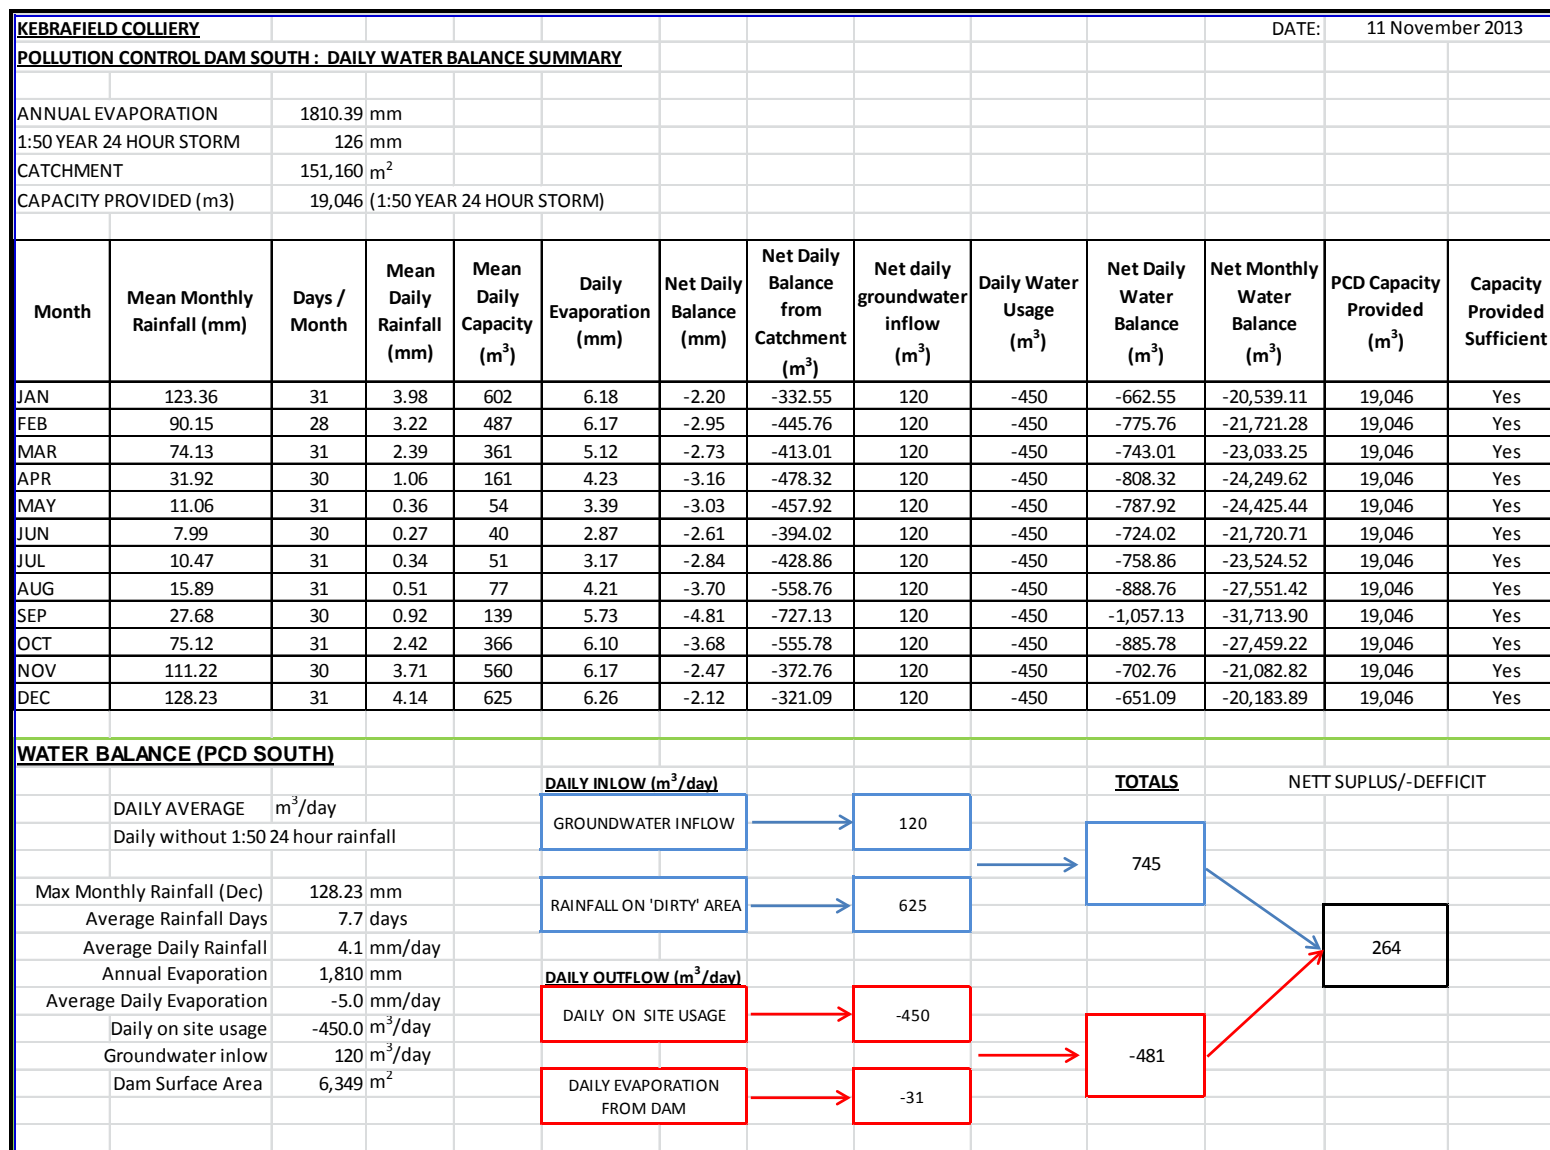 KEBRAFIELD COLLIERY DATE: 11 November 2013
POLLUTION CONTROL DAM SOUTH : DAILY WATER BALANCE SUMMARY
ANNUAL EVAPORATION 1810.39 mm
1:50 YEAR 24 HOUR STORM 126 mm
CATCHMENT 151,160 m²
CAPACITY PROVIDED (m3) 19,046 (1:50 YEAR 24 HOUR STORM)
Month Mean Monthly Rainfall (mm) Days / Month Mean Daily Rainfall (mm) Mean Daily Capacity (m³) Daily Evaporation (mm) Net Daily Balance (mm) Net Daily Balance from Catchment (m³) Net daily groundwater inflow (m³) Daily Water Usage (m³) Net Daily Water Balance (m³) Net Monthly Water Balance (m³) PCD Capacity Provided (m³) Capacity Provided Sufficient
JAN 123.36 31 3.98 602 6.18 -2.20 -332.55 120 -450 -662.55 -20,539.11 19,046 Yes
FEB 90.15 28 3.22 487 6.17 -2.95 -445.76 120 -450 -775.76 -21,721.28 19,046 Yes
MAR 74.13 31 2.39 361 5.12 -2.73 -413.01 120 -450 -743.01 -23,033.25 19,046 Yes
APR 31.92 30 1.06 161 4.23 -3.16 -478.32 120 -450 -808.32 -24,249.62 19,046 Yes
MAY 11.06 31 0.36 54 3.39 -3.03 -457.92 120 -450 -787.92 -24,425.44 19,046 Yes
JUN 7.99 30 0.27 40 2.87 -2.61 -394.02 120 -450 -724.02 -21,720.71 19,046 Yes
JUL 10.47 31 0.34 51 3.17 -2.84 -428.86 120 -450 -758.86 -23,524.52 19,046 Yes
AUG 15.89 31 0.51 77 4.21 -3.70 -558.76 120 -450 -888.76 -27,551.42 19,046 Yes
SEP 27.68 30 0.92 139 5.73 -4.81 -727.13 120 -450 -1,057.13 -31,713.90 19,046 Yes
OCT 75.12 31 2.42 366 6.10 -3.68 -555.78 120 -450 -885.78 -27,459.22 19,046 Yes
NOV 111.22 30 3.71 560 6.17 -2.47 -372.76 120 -450 -702.76 -21,082.82 19,046 Yes
DEC 128.23 31 4.14 625 6.26 -2.12 -321.09 120 -450 -651.09 -20,183.89 19,046 Yes
WATER BALANCE (PCD SOUTH)
DAILY INLOW (m³/day) TOTALS NETT SUPLUS/-DEFFICIT
DAILY AVERAGE m³/day
GROUNDWATER INFLOW 120
Daily without 1:50 24 hour rainfall
745
Max Monthly Rainfall (Dec) 128.23 mm
RAINFALL ON 'DIRTY' AREA 625
Average Rainfall Days 7.7 days
Average Daily Rainfall 4.1 mm/day
264
Annual Evaporation 1,810 mm
DAILY OUTFLOW (m³/day)
Average Daily Evaporation -5.0 mm/day
DAILY ON SITE USAGE -450
Daily on site usage -450.0 m³/day
Groundwater inlow 120 m³/day
-481
Dam Surface Area 6,349 m²
DAILY EVAPORATION
FROM DAM
-31